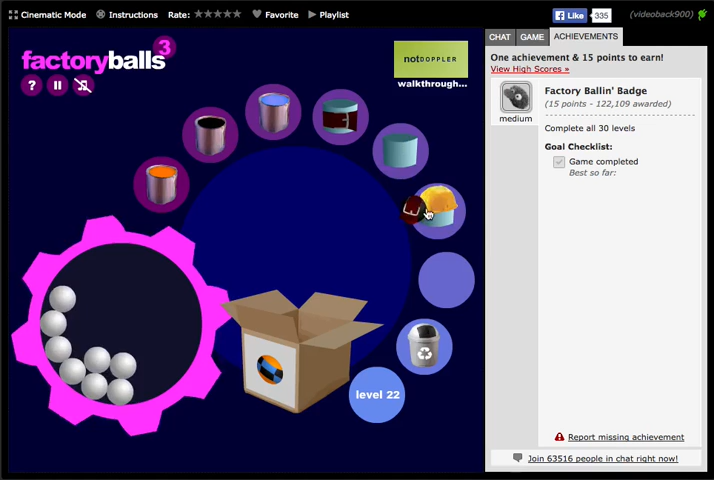 Cinematic Mode Instructions Rate: Favorite Playlist Like 335 (videoback900)
factoryballs 3
?
notDOPPLER
walkthrough...
level 22
CHAT GAME ACHIEVEMENTS
One achievement & 15 points to earn!
View High Scores »
medium
Factory Ballin' Badge
(15 points - 122,109 awarded)
Complete all 30 levels
Goal Checklist:
Game completed
Best so far:
Report missing achievement
Join 63516 people in chat right now!